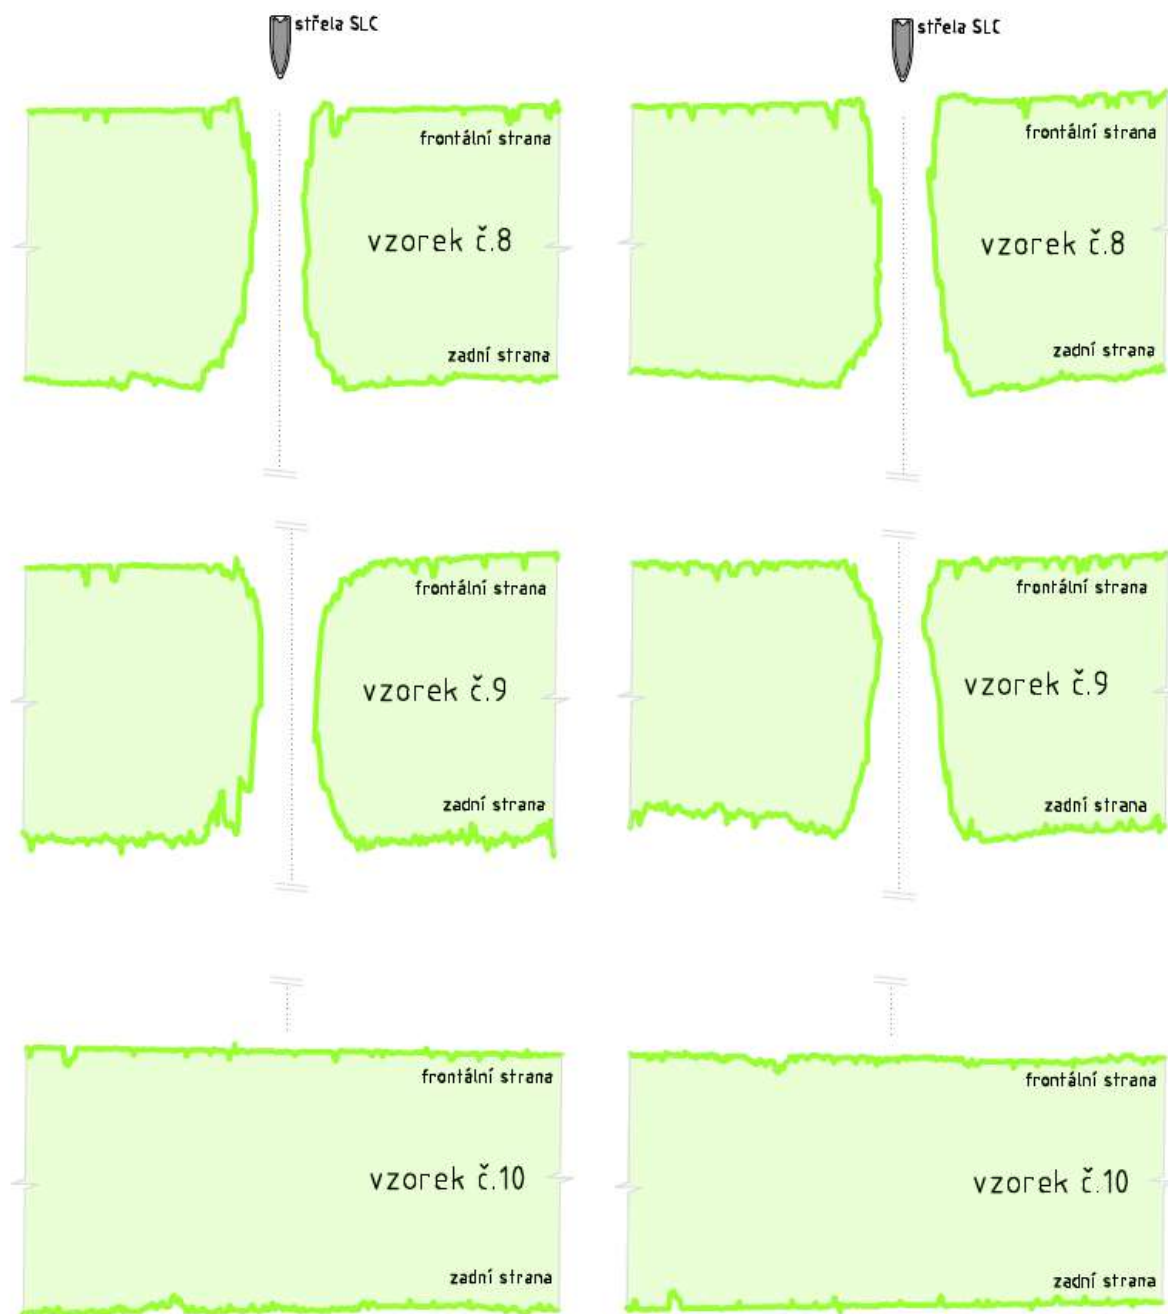 střela SLC
střela SLC
frontální strana
vzorek č.8
zadní strana
frontální strana
vzorek č.8
zadní strana
frontální strana
vzorek č.9
zadní strana
frontální strana
vzorek č.9
zadní strana
frontální strana
vzorek č.10
zadní strana
frontální strana
vzorek č.10
zadní strana